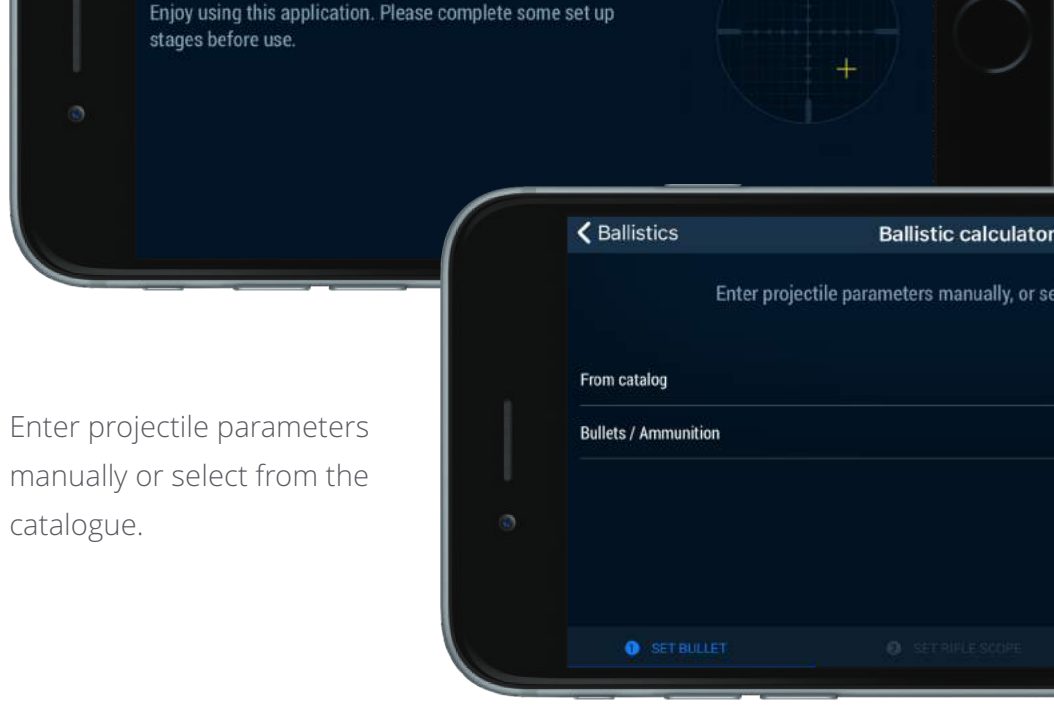 Enjoy using this application. Please complete some set up
stages before use.
Ballistics
Ballistic calculator
Enter projectile parameters manually, or se
From catalog
Bullets / Ammunition
Enter projectile parameters
manually or select from the
catalogue.
1 SET BULLET
2 SET RIFLE SCOPE